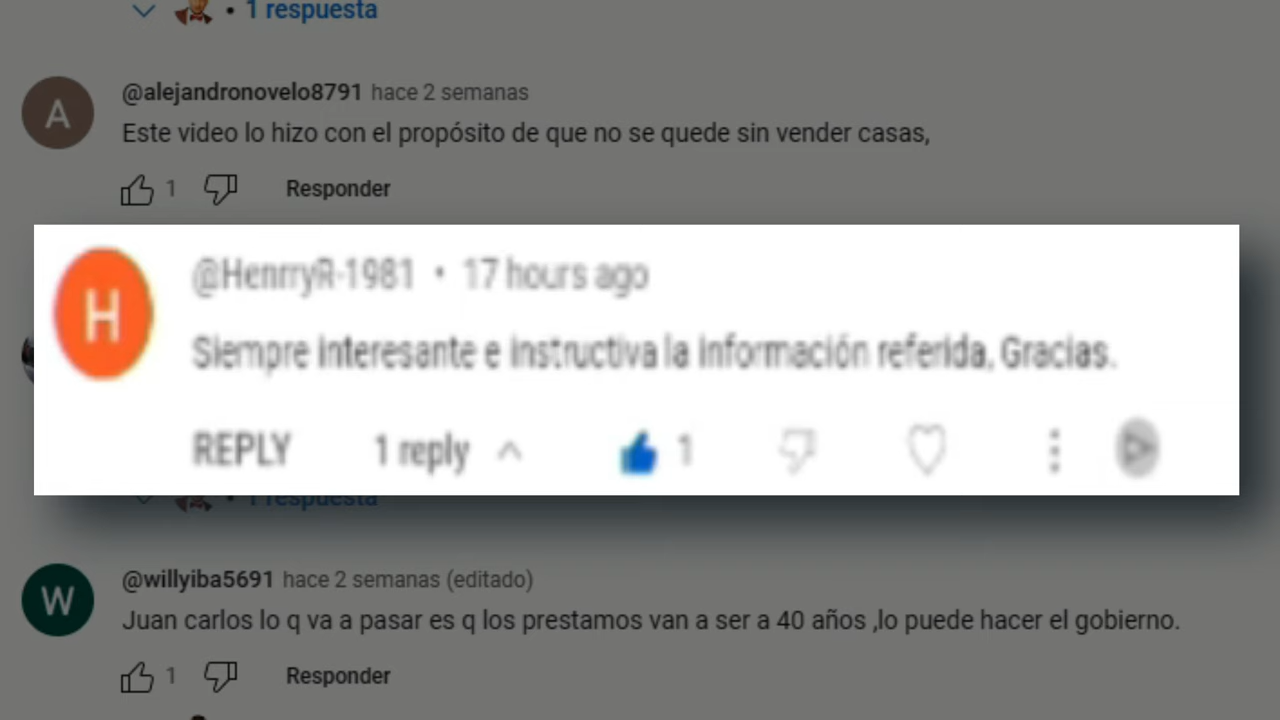 • 1 respuesta
A
@alejandronovelo8791 hace 2 semanas
Este video lo hizo con el propósito de que no se quede sin vender casas,
1 Responder
H
@HenrryR-1981 • 17 hours ago
Siempre interesante e instructiva la información referida, Gracias.
REPLY 1 reply 1
• 1 respuesta
W
@willyiba5691 hace 2 semanas (editado)
Juan carlos lo q va a pasar es q los prestamos van a ser a 40 años ,lo puede hacer el gobierno.
1 Responder